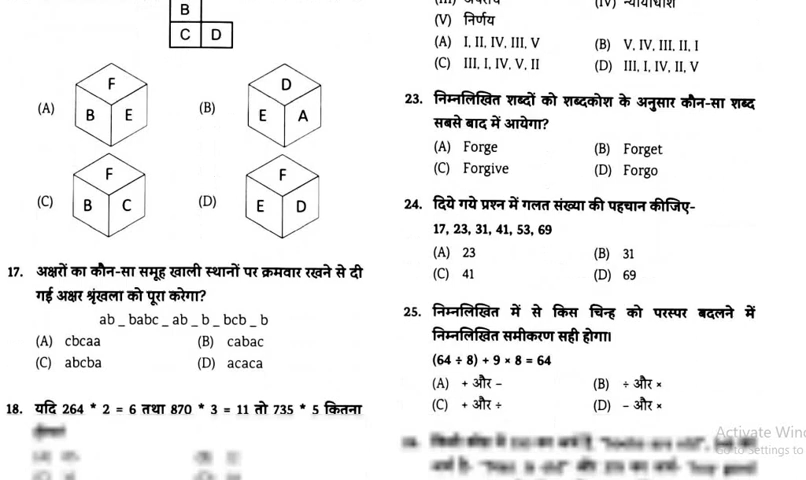 B
C D
(A)
F
B E
(B)
D
E A
(C)
F
B C
(D)
F
E D
17. अक्षरों का कौन-सा समूह खाली स्थानों पर क्रमवार रखने से दी
गई अक्षर श्रृंखला को पूरा करेगा?
ab _ babc _ ab _ b _ bcb _ b
(A) cbcaa (B) cabac
(C) abcba (D) acaca
18. यदि 264 * 2 = 6 तथा 870 * 3 = 11 तो 735 * 5 कितना
(V) निर्णय
(A) I, II, IV, III, V (B) V, IV, III, II, I
(C) III, I, IV, V, II (D) III, I, IV, II, V
23. निम्नलिखित शब्दों को शब्दकोश के अनुसार कौन-सा शब्द
सबसे बाद में आयेगा?
(A) Forge (B) Forget
(C) Forgive (D) Forgo
24. दिये गये प्रश्न में गलत संख्या की पहचान कीजिए-
17, 23, 31, 41, 53, 69
(A) 23 (B) 31
(C) 41 (D) 69
25. निम्नलिखित में से किस चिन्ह को परस्पर बदलने में
निम्नलिखित समीकरण सही होगा।
(64 ÷ 8) + 9 × 8 = 64
(A) + और - (B) ÷ और ×
(C) + और ÷ (D) - और ×
Activate Wind
Go to Settings to